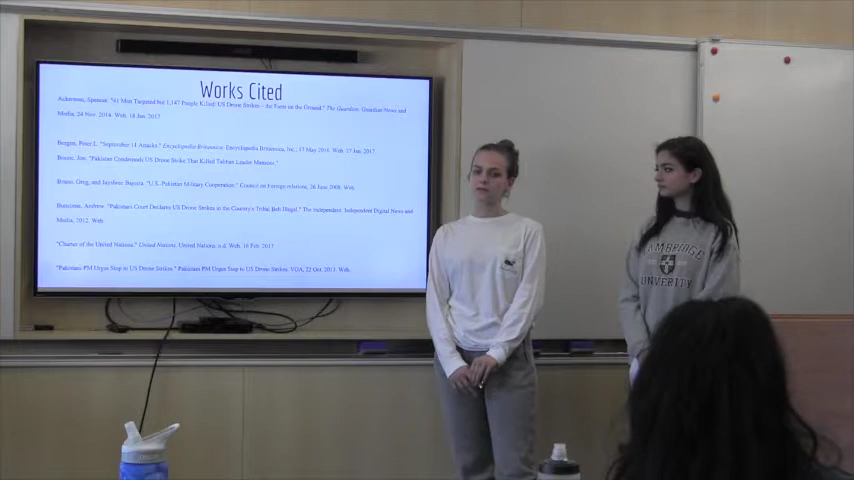 Works Cited
Ackerman, Spencer. "41 Men Targeted but 1,147 People Killed: US Drone Strikes – the Facts on the Ground." The Guardian. Guardian News and
Media, 24 Nov. 2014. Web. 18 Jan. 2017.
Bergen, Peter L. "September 11 Attacks." Encyclopedia Britannica. Encyclopedia Britannica, Inc., 17 May 2016. Web. 17 Jan. 2017.
Boone, Jon. "Pakistan Condemns US Drone Strike That Killed Taliban Leader Mansoor."
Bruno, Greg, and Jayshree Bajoria. "U.S.-Pakistan Military Cooperation." Council on Foreign relations, 26 June 2008. Web.
Buncome, Andrew. "Pakistani Court Declares US Drone Strikes in the Country's Tribal Belt Illegal." The Independent. Independent Digital News and
Media, 2012. Web.
"Charter of the United Nations." United Nations. United Nations. n.d. Web. 16 Feb. 2017
"Pakistani PM Urges Stop to US Drone Strikes." Pakistani PM Urges Stop to US Drone Strikes. VOA, 22 Oct. 2013. Web.
CAMBRIDGE
UNIVERSITY